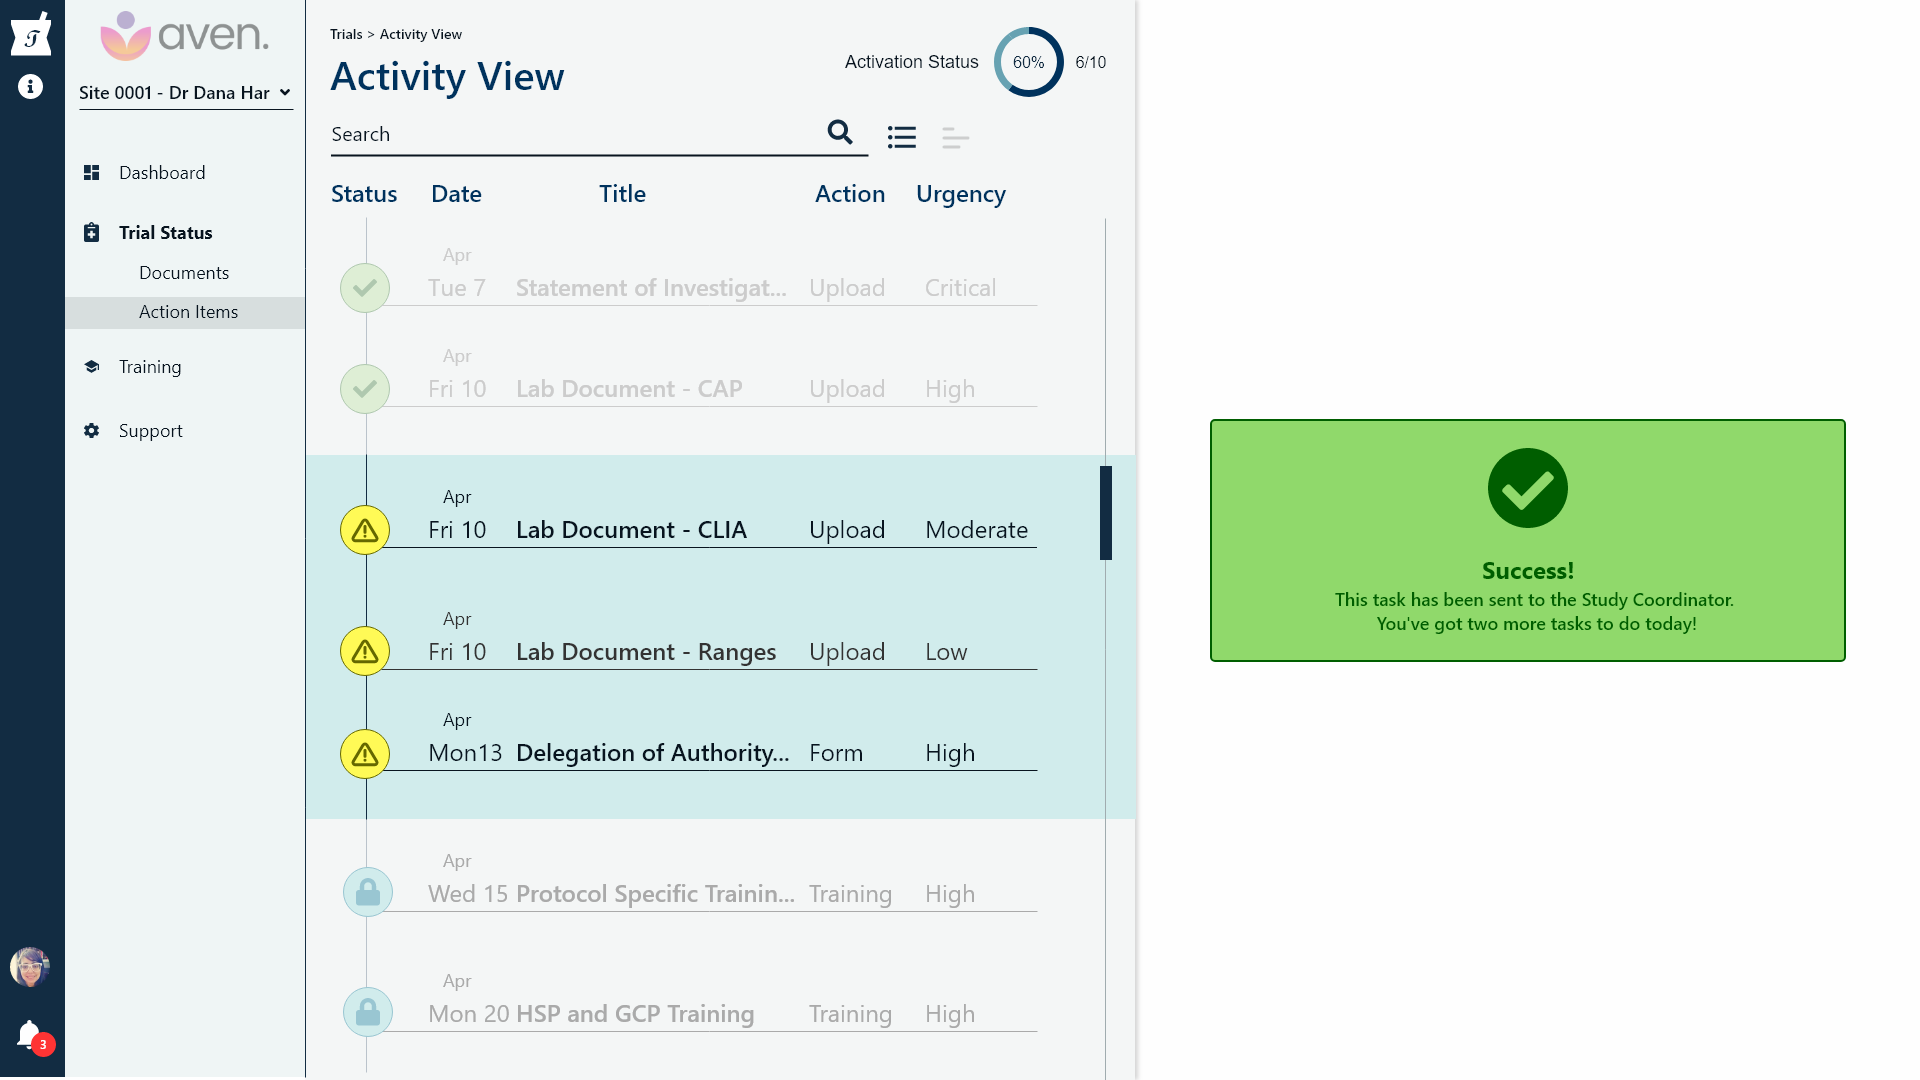 aven.
Site 0001 - Dr Dana Har
Dashboard
Trial Status
Documents
Action Items
Training
Support
3
Trials > Activity View
Activity View
Activation Status
60%
6/10
Search
Status Date Title Action Urgency
Apr
Tue 7 Statement of Investigat... Upload Critical
Apr
Fri 10 Lab Document - CAP Upload High
Apr
Fri 10 Lab Document - CLIA Upload Moderate
Apr
Fri 10 Lab Document - Ranges Upload Low
Apr
Mon13 Delegation of Authority... Form High
Apr
Wed 15 Protocol Specific Trainin... Training High
Apr
Mon 20 HSP and GCP Training Training High
Success!
This task has been sent to the Study Coordinator.
You've got two more tasks to do today!